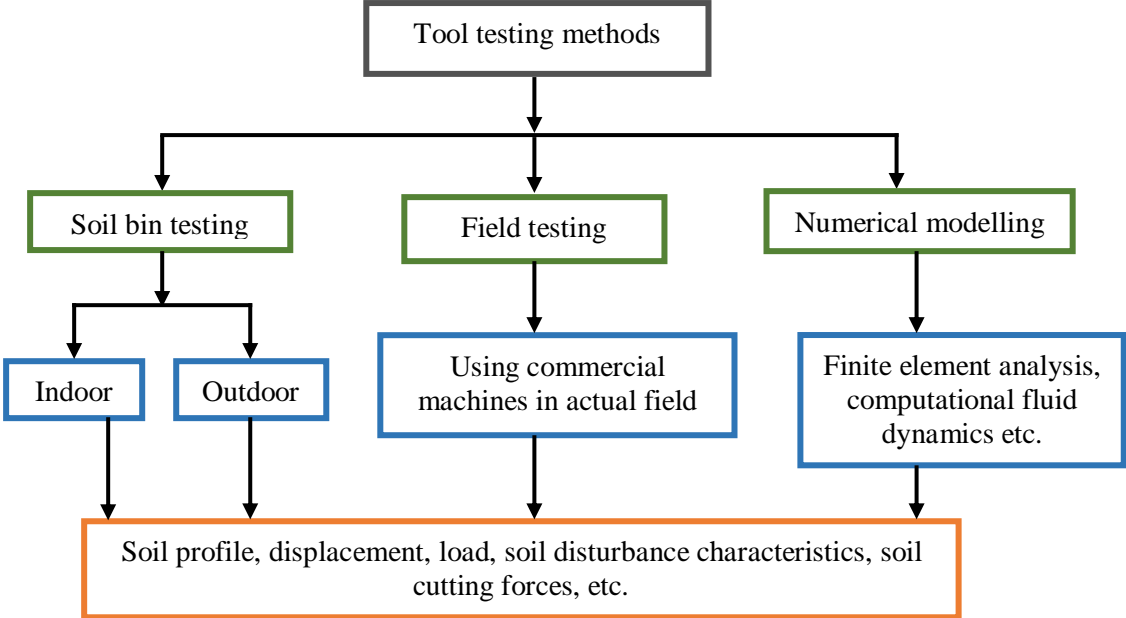 Tool testing methods
Soil bin testing
Field testing
Numerical modelling
Indoor
Outdoor
Using commercial
machines in actual field
Finite element analysis,
computational fluid
dynamics etc.
Soil profile, displacement, load, soil disturbance characteristics, soil
cutting forces, etc.